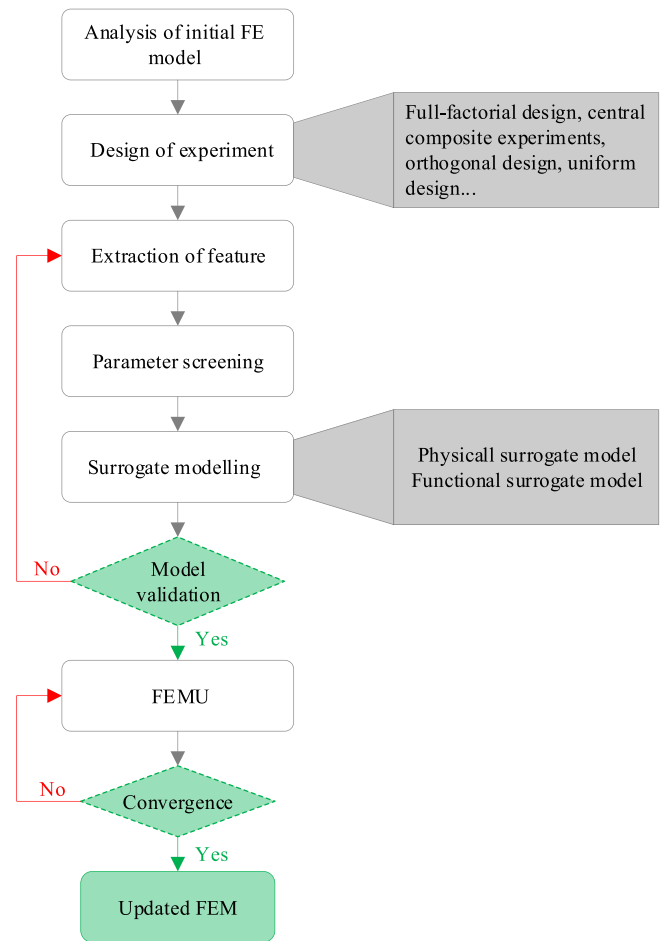 Analysis of initial FE
model
Design of experiment
Full-factorial design, central
composite experiments,
orthogonal design, uniform
design...
Extraction of feature
Parameter screening
Surrogate modelling
Physicall surrogate model
Functional surrogate model
No
Model
validation
Yes
FEMU
No
Convergence
Yes
Updated FEM